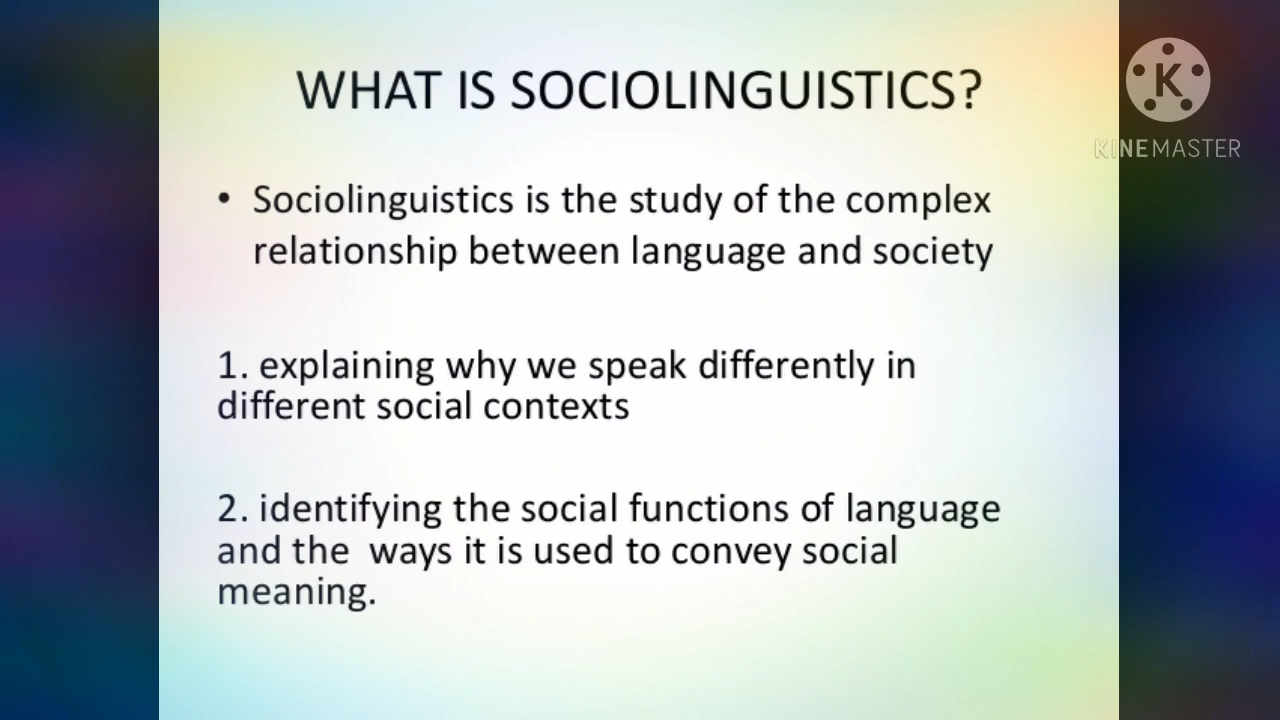 WHAT IS SOCIOLINGUISTICS?
K
KINEMASTER
• Sociolinguistics is the study of the complex
relationship between language and society
1. explaining why we speak differently in
different social contexts
2. identifying the social functions of language
and the  ways it is used to convey social
meaning.